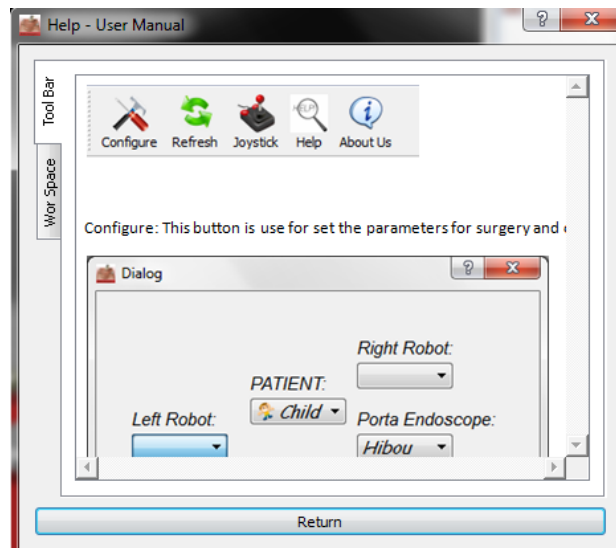 Help - User Manual
Tool Bar
Wor Space
Configure Refresh Joystick Help About Us
Configure: This button is use for set the parameters for surgery and
Dialog
Right Robot:
PATIENT:
Child
Left Robot:
Porta Endoscope:
Hibou
Return